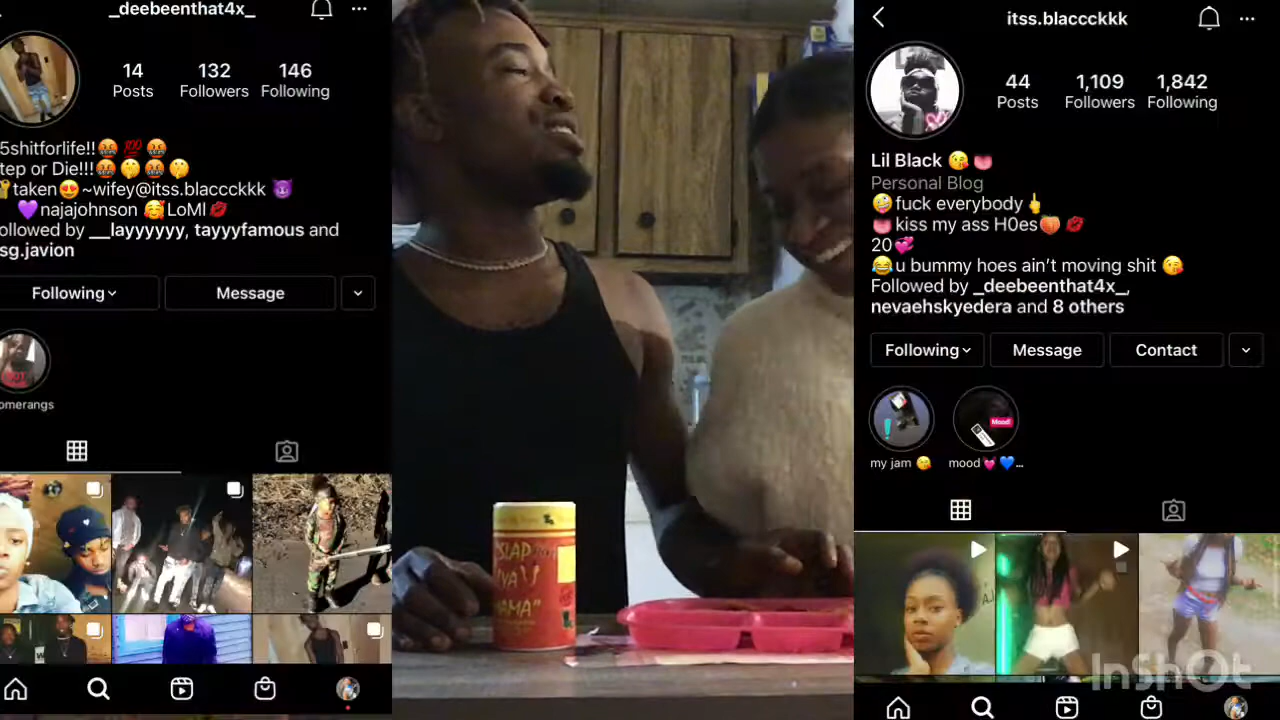 _deebeenthat4x_
14
132
146
Posts
Followers
Following
5shitforlife!!🤬 💯 🤬
tep or Die!!!🤬🤫🤬🤫
taken😍~wifey@itss.blaccckkk 😈
💜najajohnson 🥰LoMl💋
ollowed by __layyyyyy, tayyyfamous and
sg.javion
Following
Message
omerangs
"SLAP
YA
MAMA"
itss.blaccckkk
44
1,109
1,842
Posts
Followers
Following
Lil Black 😘👅
Personal Blog
🤪fuck everybody🖕
👅kiss my ass H0es🍑💋
20💞
😂u bummy hoes ain't moving shit 😘
Followed by _deebeenthat4x_,
nevaehskyedera and 8 others
Following
Message
Contact
Mood!
my jam 😘
mood💓💙...
InShOt